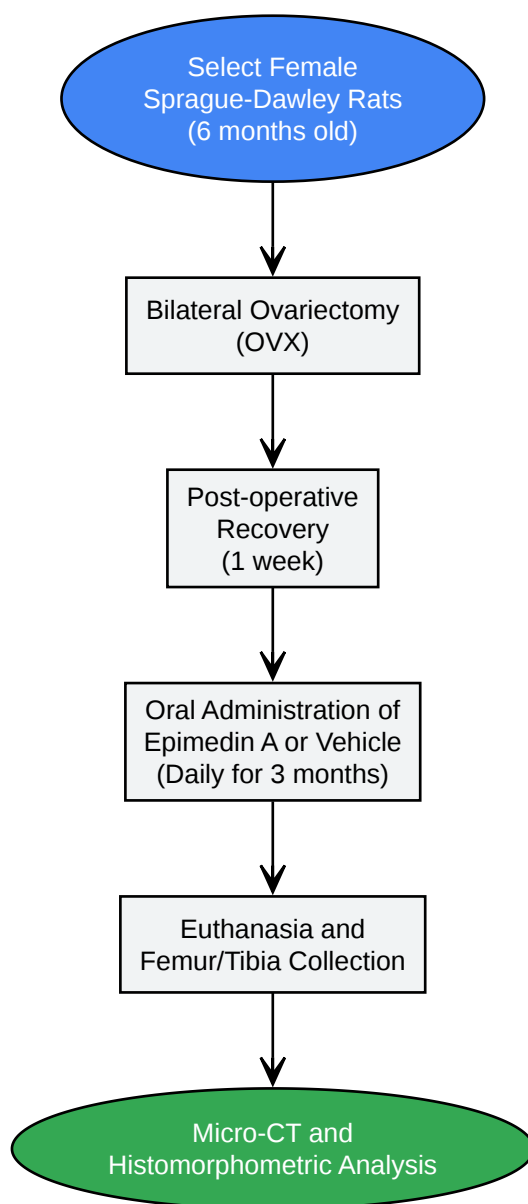 Select Female
Sprague-Dawley Rats
(6 months old)
Bilateral Ovariectomy
(OVX)
Post-operative
Recovery
(1 week)
Oral Administration of
Epimedin A or Vehicle
(Daily for 3 months)
Euthanasia and
Femur/Tibia Collection
Micro-CT and
Histomorphometric Analysis